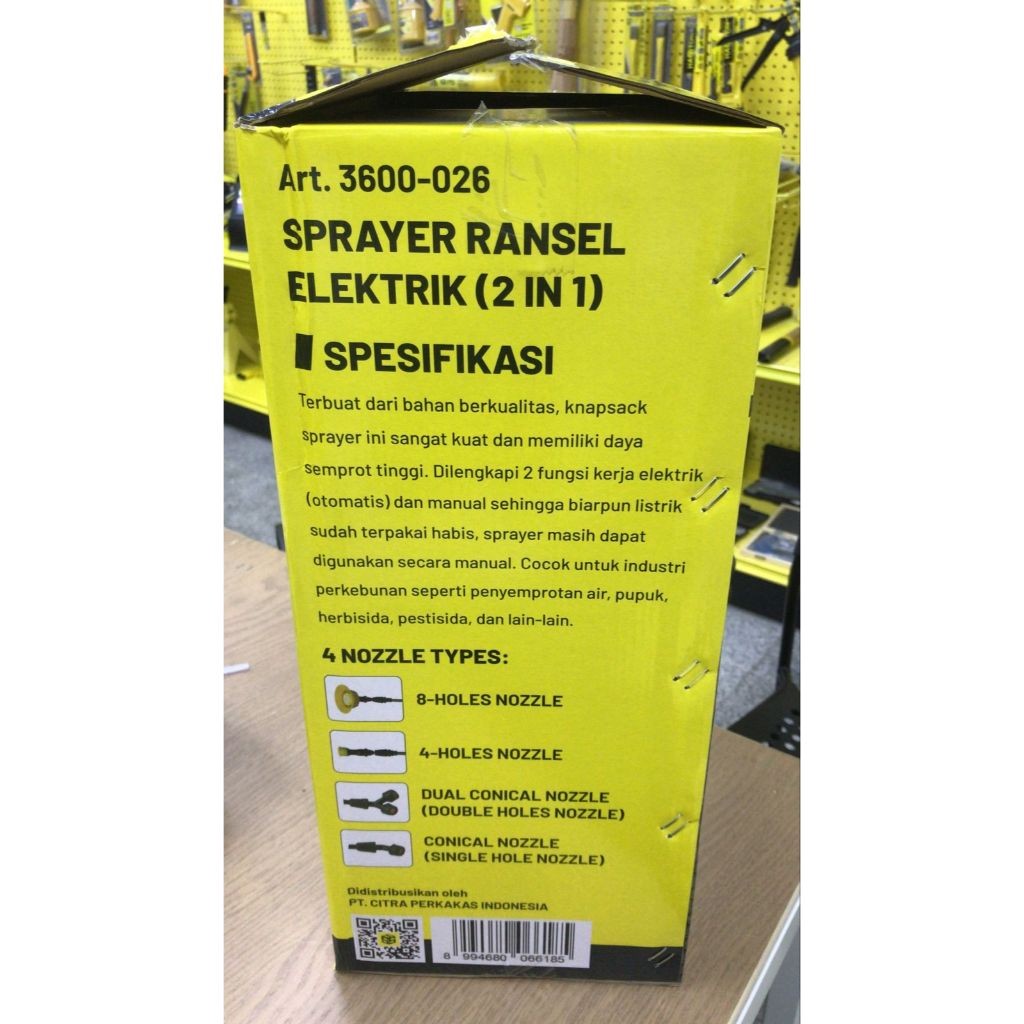 Art. 3600-026
SPRAYER RANSEL
ELEKTRIK (2 IN 1)
SPESIFIKASI
Terbuat dari bahan berkualitas, knapsack
sprayer ini sangat kuat dan memiliki daya
semprot tinggi. Dilengkapi 2 fungsi kerja elektrik
(otomatis) dan manual sehingga biarpun listrik
sudah terpakai habis, sprayer masih dapat
digunakan secara manual. Cocok untuk industri
perkebunan seperti penyemprotan air, pupuk,
herbisida, pestisida, dan lain-lain.
4 NOZZLE TYPES:
8-HOLES NOZZLE
4-HOLES NOZZLE
DUAL CONICAL NOZZLE
(DOUBLE HOLES NOZZLE)
CONICAL NOZZLE
(SINGLE HOLE NOZZLE)
Didistribusikan oleh
PT. CITRA PERKAKAS INDONESIA
8 994680 066185